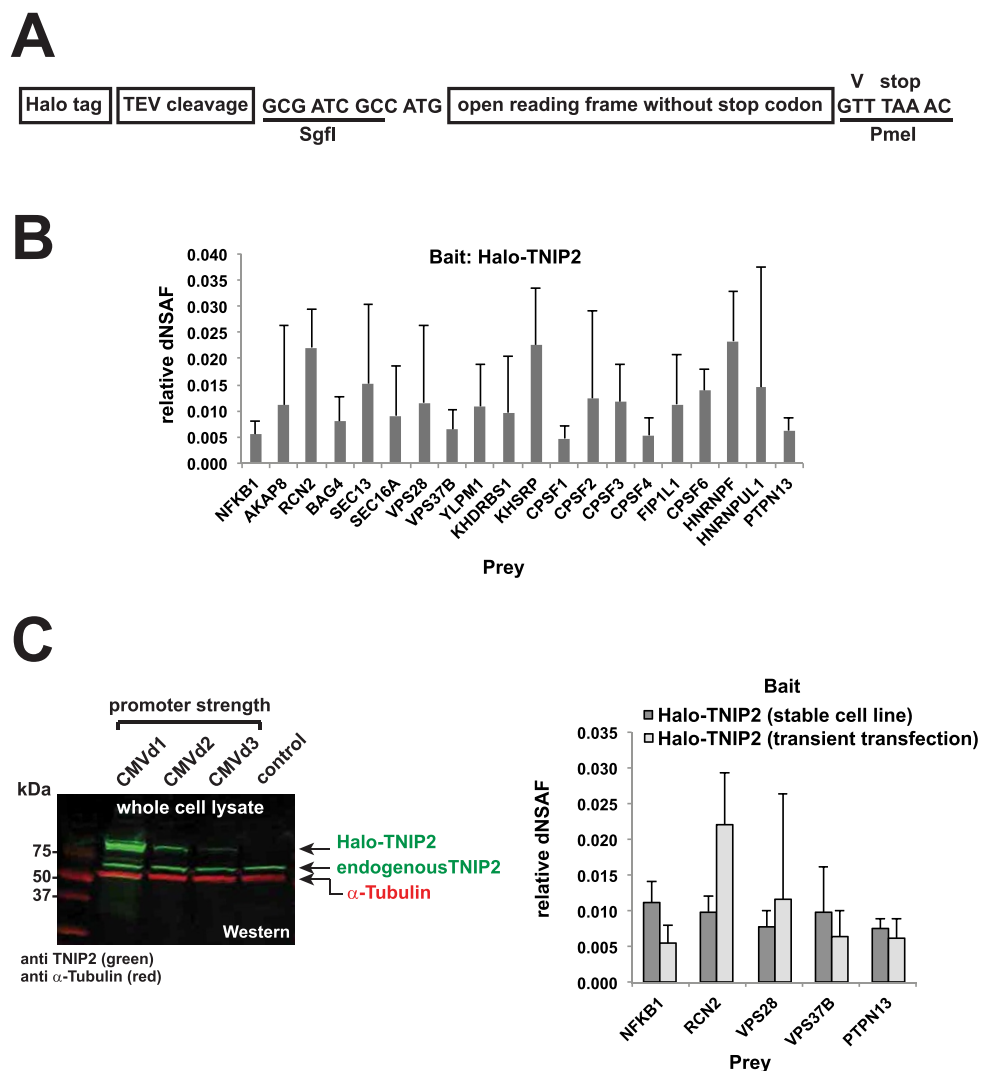 A
Halo tag
TEV cleavage
GCG ATC GCC ATG
SgfI
open reading frame without stop codon
V stop
GTT TAA AC
PmeI
B
Bait: Halo-TNIP2
relative dNSAF
0.040
0.035
0.030
0.025
0.020
0.015
0.010
0.005
0.000
NFKB1
AKAP8
RCN2
BAG4
SEC13
SEC16A
VPS28
VPS37B
YLPM1
KHDRBS1
KHSRP
CPSF1
CPSF2
CPSF3
CPSF4
FIP1L1
CPSF6
HNRNPF
HNRNPUL1
PTPN13
Prey
C
promoter strength
CMVd1
CMVd2
CMVd3
control
kDa
whole cell lysate
75
50
37
Halo-TNIP2
endogenousTNIP2
α-Tubulin
Western
anti TNIP2 (green)
anti α-Tubulin (red)
Bait
Halo-TNIP2 (stable cell line)
Halo-TNIP2 (transient transfection)
relative dNSAF
0.035
0.030
0.025
0.020
0.015
0.010
0.005
0.000
NFKB1
RCN2
VPS28
VPS37B
PTPN13
Prey